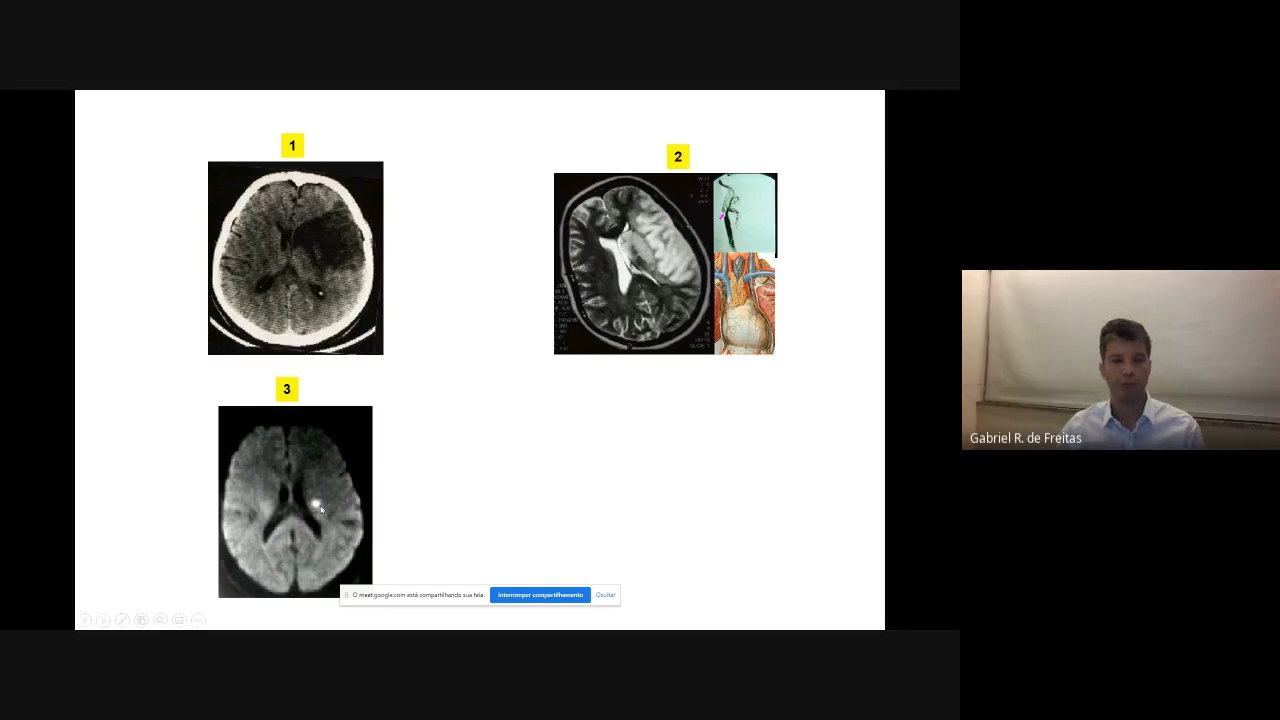 1
2
3
O meet.google.com está compartilhando sua tela.
Interromper compartilhamento
Ocultar
Gabriel R. de Freitas